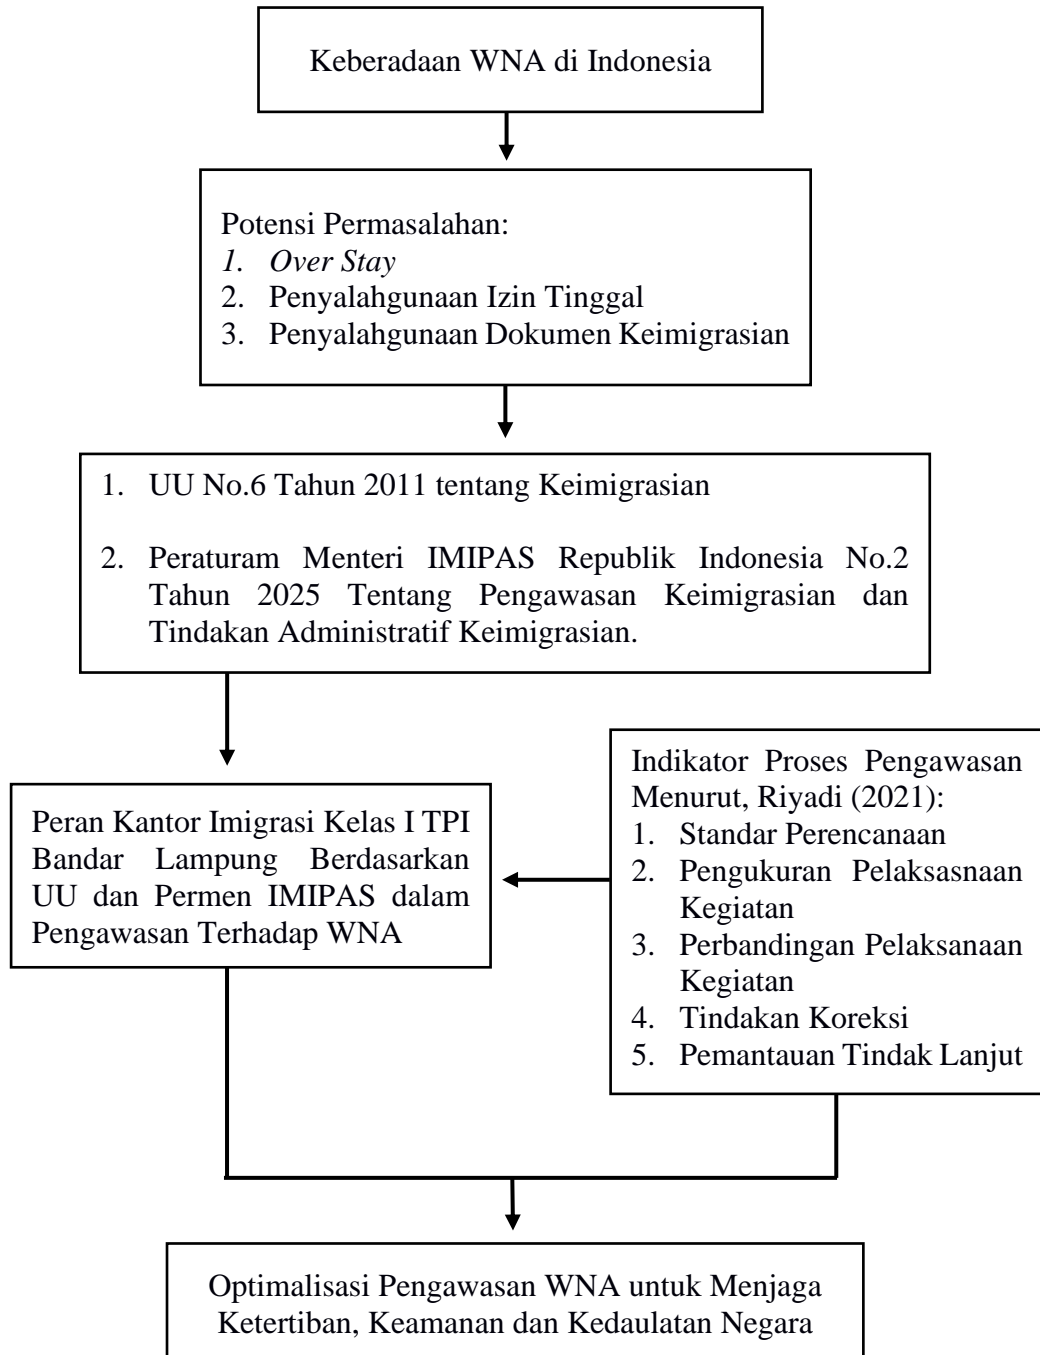 Keberadaan WNA di Indonesia
Potensi Permasalahan:
1. Over Stay
2. Penyalahgunaan Izin Tinggal
3. Penyalahgunaan Dokumen Keimigrasian
1. UU No.6 Tahun 2011 tentang Keimigrasian
2. Peraturam Menteri IMIPAS Republik Indonesia No.2
Tahun 2025 Tentang Pengawasan Keimigrasian dan
Tindakan Administratif Keimigrasian.
Peran Kantor Imigrasi Kelas I TPI
Bandar Lampung Berdasarkan
UU dan Permen IMIPAS dalam
Pengawasan Terhadap WNA
Indikator Proses Pengawasan
Menurut, Riyadi (2021):
1. Standar Perencanaan
2. Pengukuran Pelaksasnaan
Kegiatan
3. Perbandingan Pelaksanaan
Kegiatan
4. Tindakan Koreksi
5. Pemantauan Tindak Lanjut
Optimalisasi Pengawasan WNA untuk Menjaga
Ketertiban, Keamanan dan Kedaulatan Negara